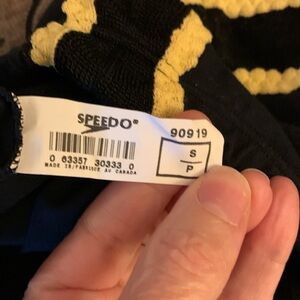 SPEEDO®
90919
S
P
0 63357 30333 0
MADE IN/FABRIQUE AU CANADA